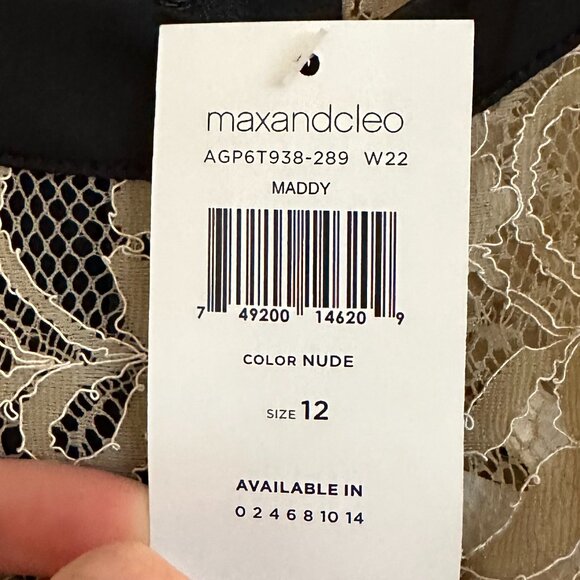 maxandcleo
AGP6T938-289 W22
MADDY
7 49200 14620 9
COLOR NUDE
SIZE 12
AVAILABLE IN
0 2 4 6 8 10 14